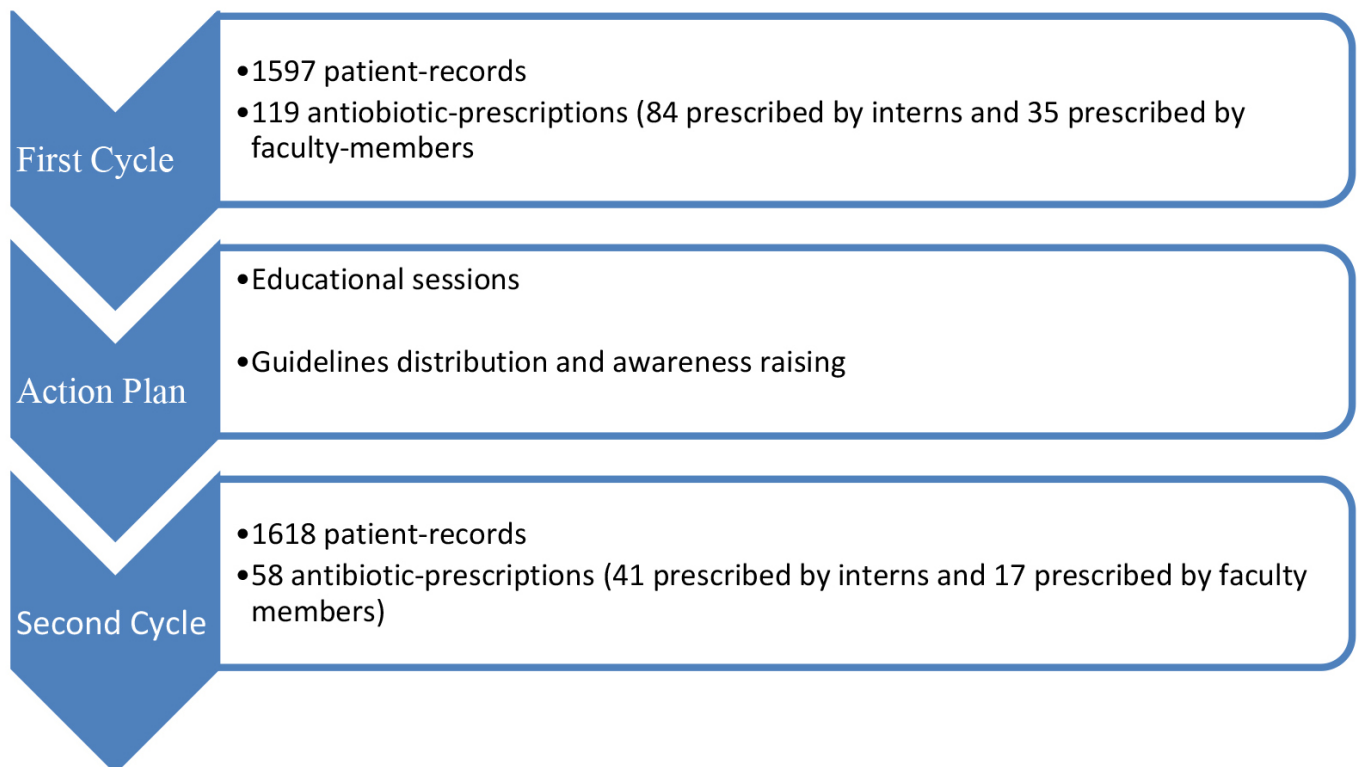 First Cycle
•1597 patient-records
•119 antiobiotic-prescriptions (84 prescribed by interns and 35 prescribed by
faculty-members
Action Plan
•Educational sessions
•Guidelines distribution and awareness raising
Second Cycle
•1618 patient-records
•58 antibiotic-prescriptions (41 prescribed by interns and 17 prescribed by faculty
members)